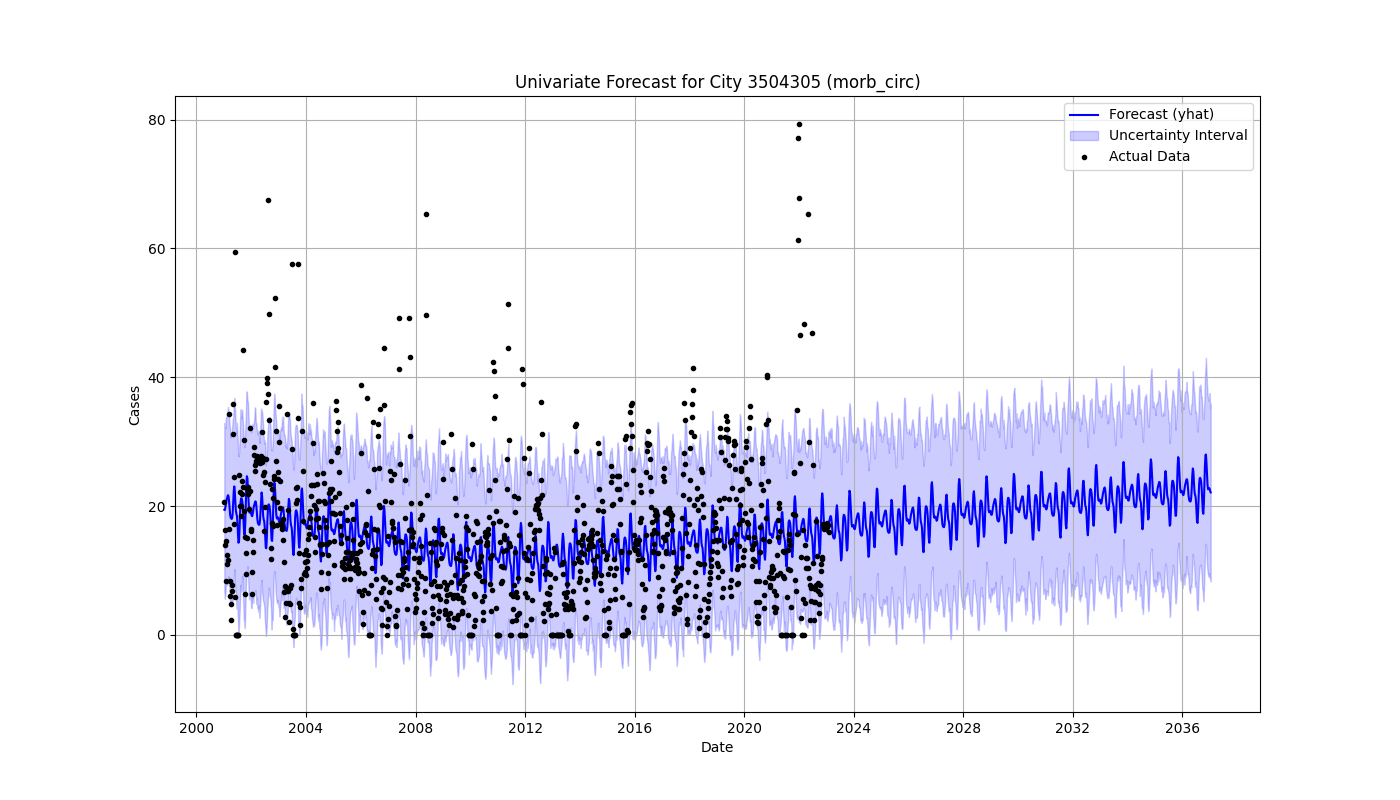 Univariate Forecast for City 3504305 (morb_circ)
Forecast (yhat)
Uncertainty Interval
Actual Data
Cases
80
60
40
20
0
2000 2004 2008 2012 2016 2020 2024 2028 2032 2036
Date